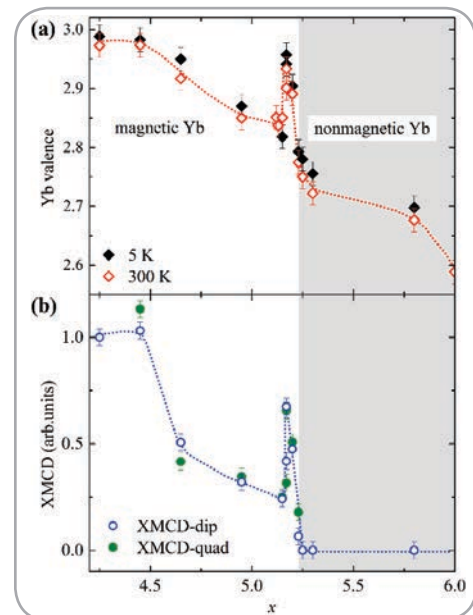 (a)
3.0
2.9
2.8
2.7
2.6
Yb valence
magnetic Yb
nonmagnetic Yb
5 K
300 K
(b)
1.0
0.5
0.0
XMCD (arb.units)
XMCD-dip
XMCD-quad
4.5
5.0
5.5
6.0
x